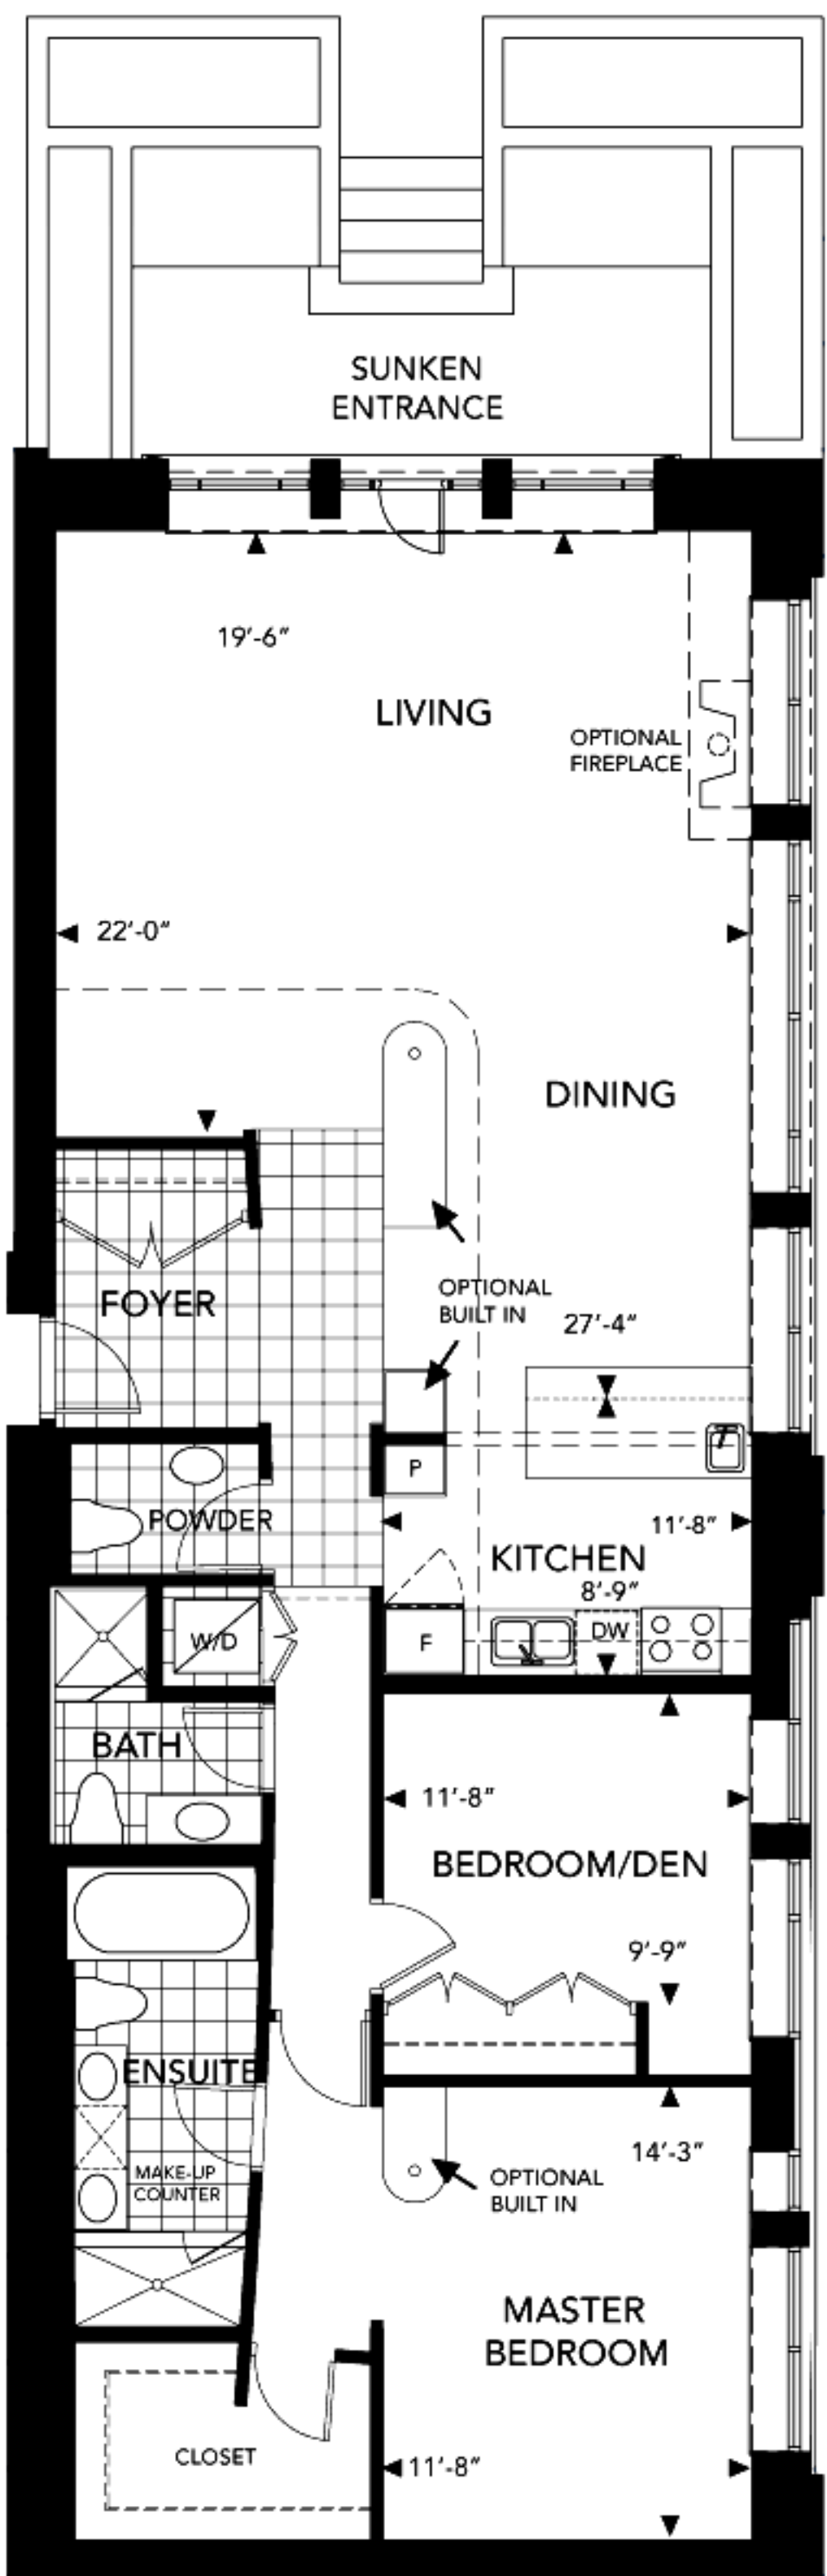 SUNKEN
ENTRANCE
19'-6"
LIVING
OPTIONAL
FIREPLACE
22'-0"
DINING
OPTIONAL
BUILT IN
FOYER
27'-4"
P
POWDER
11'-8"
KITCHEN
8'-9"
W/D
F
DW
BATH
11'-8"
BEDROOM/DEN
9'-9"
ENSUITE
14'-3"
MAKE-UP
COUNTER
OPTIONAL
BUILT IN
MASTER
BEDROOM
CLOSET
11'-8"